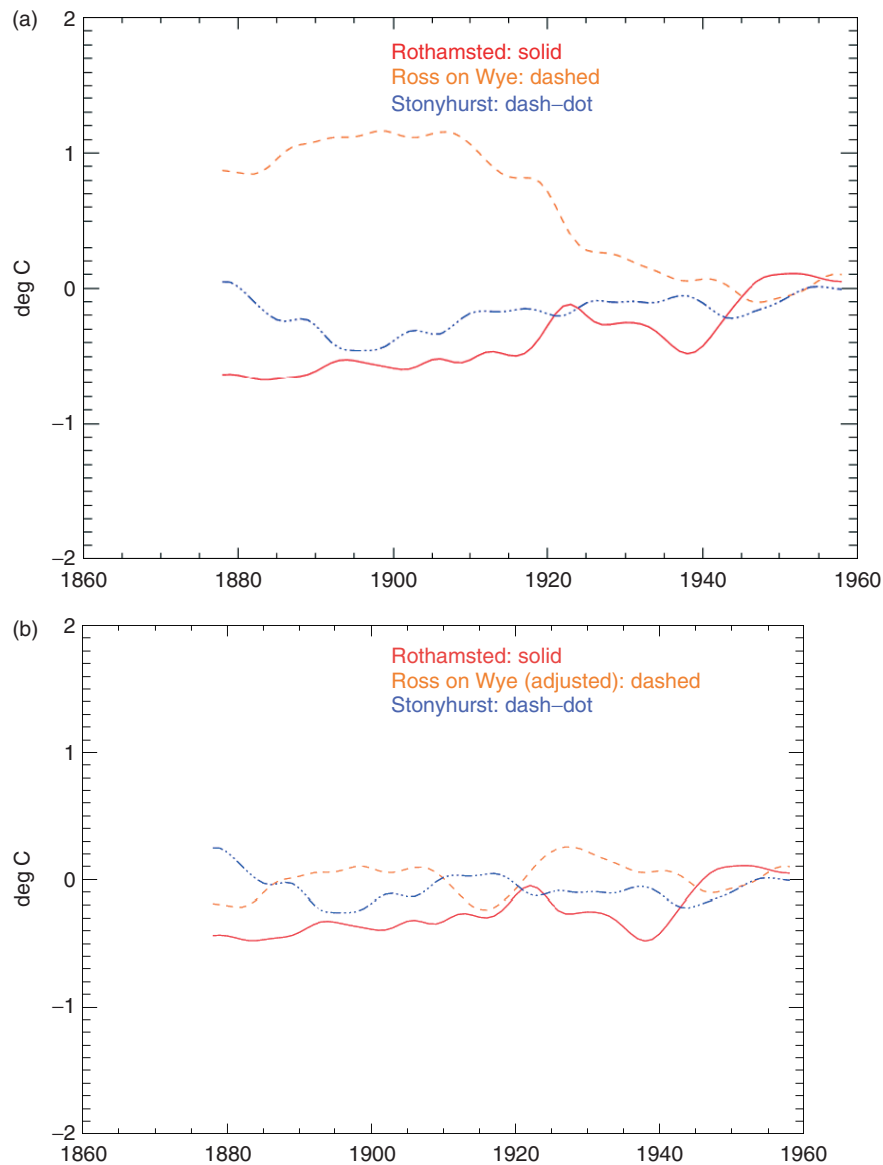 (a)
2
1
0
−1
−2
deg C
Rothamsted: solid
Ross on Wye: dashed
Stonyhurst: dash−dot
1860 1880 1900 1920 1940 1960
(b)
2
1
0
−1
−2
deg C
Rothamsted: solid
Ross on Wye (adjusted): dashed
Stonyhurst: dash−dot
1860 1880 1900 1920 1940 1960